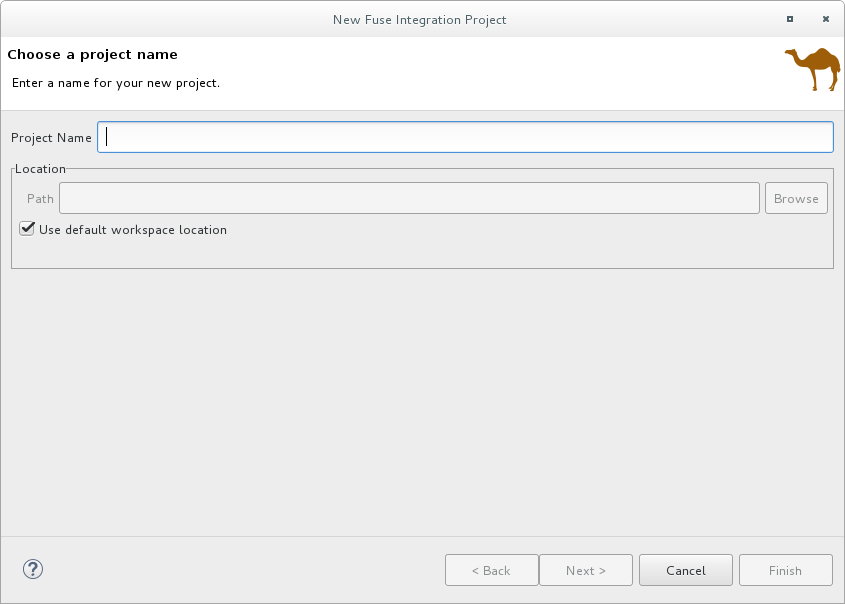 New Fuse Integration Project
Choose a project name
Enter a name for your new project.
Project Name
Location
Path
Browse
Use default workspace location
?
< Back
Next >
Cancel
Finish